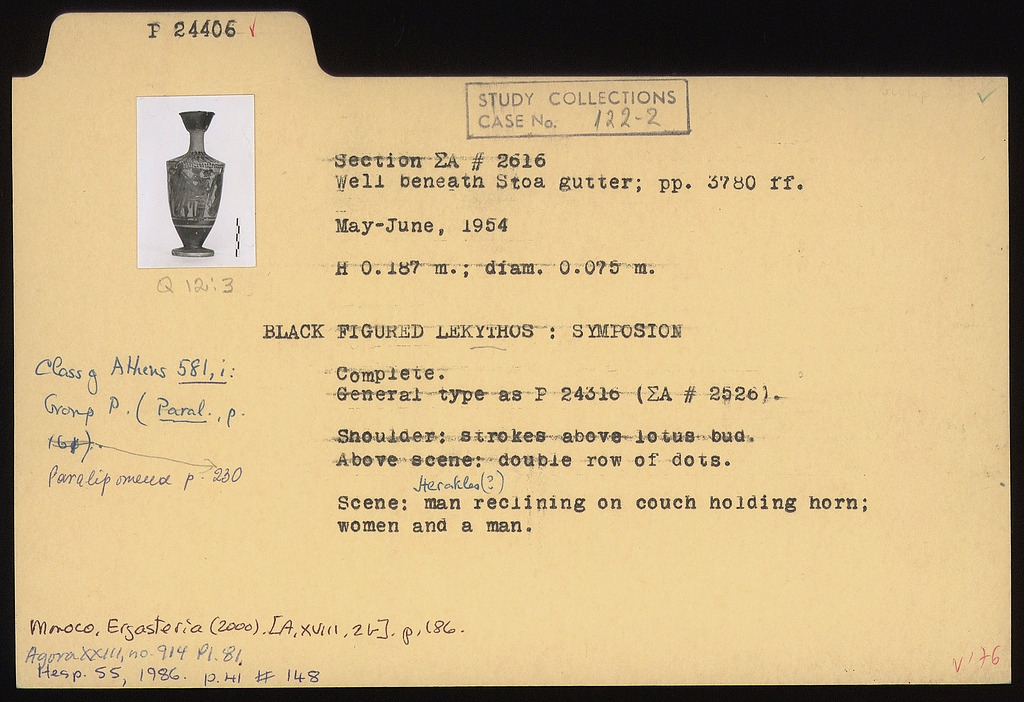 P 24406 ✓
STUDY COLLECTIONS
CASE No. 122-2
Section ΣΑ # 2616
Well beneath Stoa gutter; pp. 3780 ff.
May-June, 1954
H 0.187 m.; diam. 0.075 m.
Q 12:3
BLACK FIGURED LEKYTHOS : SYMPOSION
Class of Athens 581, i:
Group P. (Paral., p.
Paralipomena p. 230
Complete.
General type as P 24316 (ΣΑ # 2526).
Shoulder: strokes above lotus bud.
Above scene: double row of dots.
Herakles(?)
Scene: man reclining on couch holding horn;
women and a man.
Monaco, Ergasteria (2000). [A, XVIII, ]. p. 186.
Agora XXIII, no. 914 Pl. 81.
Hesp. 55, 1986. p. 41 # 148
✓'76